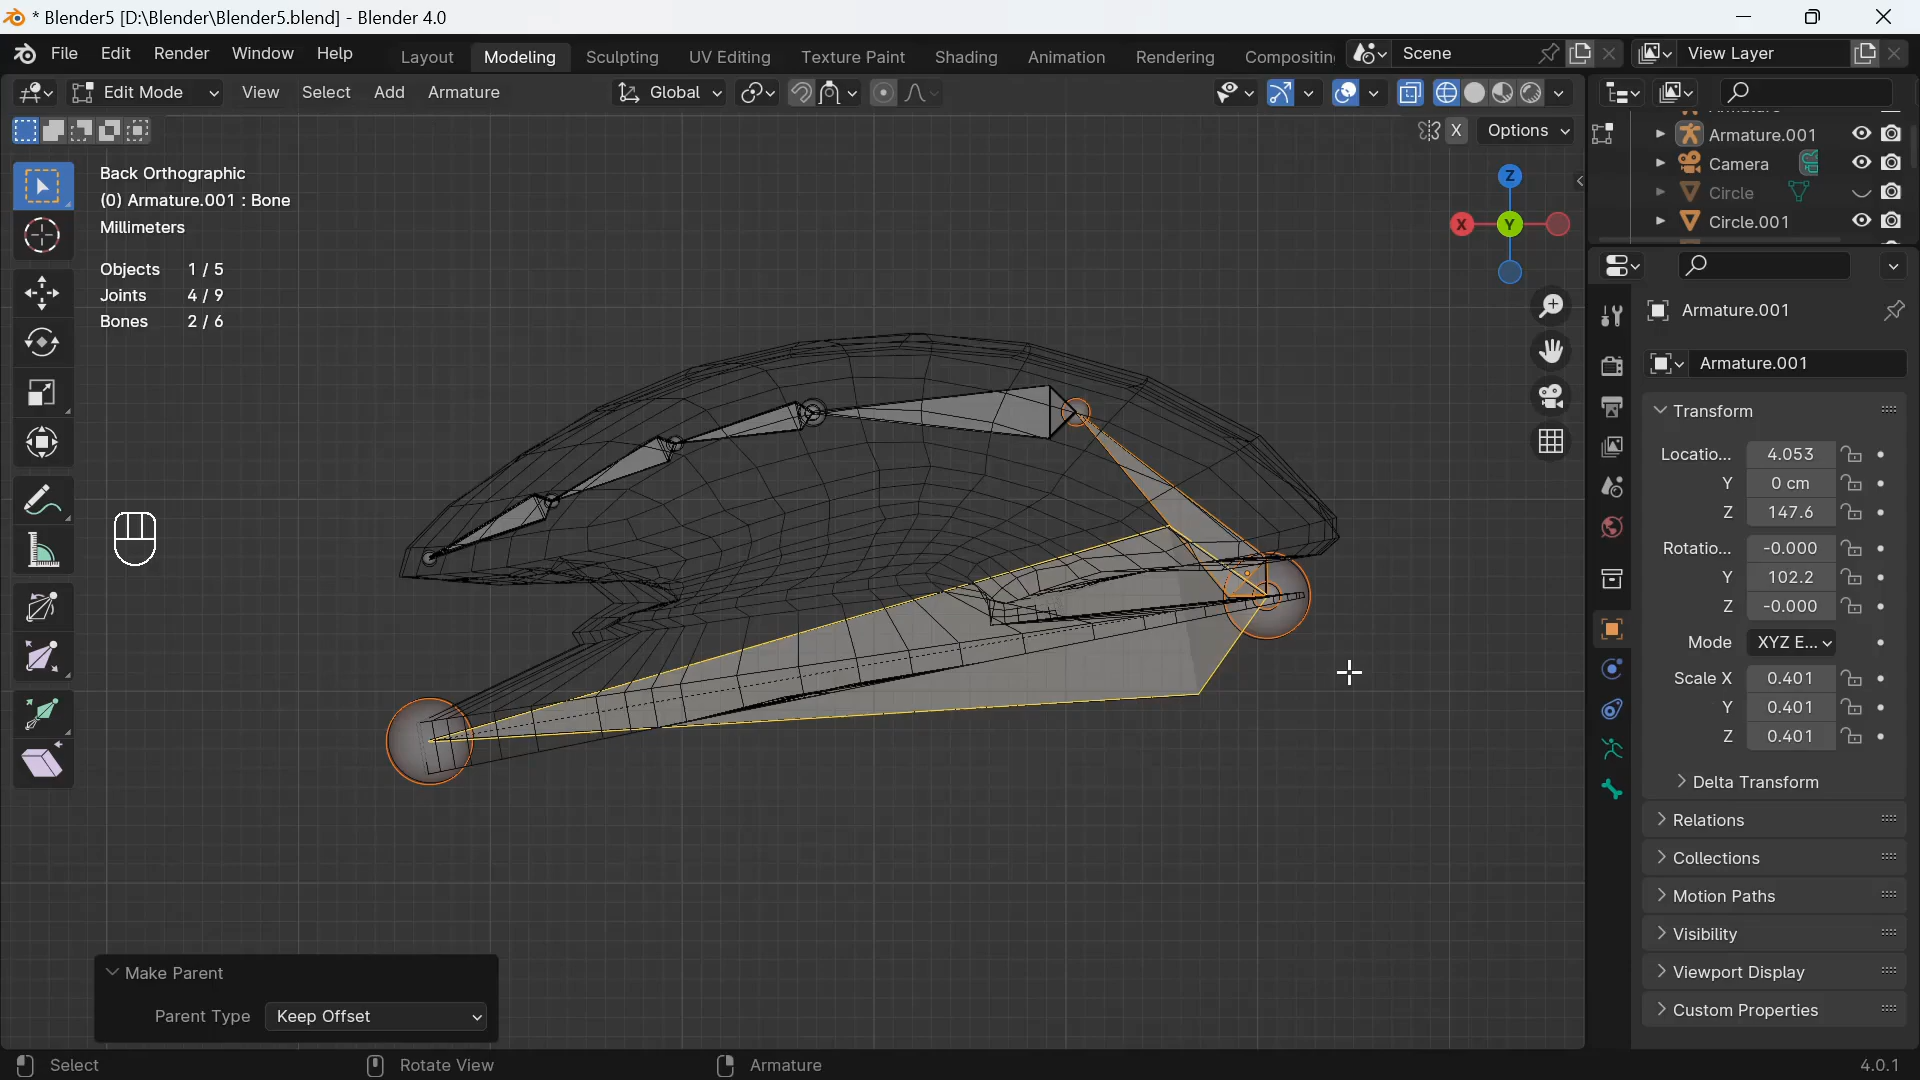 * Blender5 [D:\Blender\Blender5.blend] - Blender 4.0
File Edit Render Window Help
Layout Modeling Sculpting UV Editing Texture Paint Shading Animation Rendering Compositin
Scene
View Layer
Edit Mode View Select Add Armature
Global
X Options
Back Orthographic
(0) Armature.001 : Bone
Millimeters
Objects 1 / 5
Joints 4 / 9
Bones 2 / 6
Z
X
Y
Armature.001
Camera
Circle
Circle.001
Armature.001
Armature.001
Transform
Locatio... 4.053
Y 0 cm
Z 147.6
Rotatio... -0.000
Y 102.2
Z -0.000
Mode XYZ E...
Scale X 0.401
Y 0.401
Z 0.401
Delta Transform
Relations
Collections
Motion Paths
Visibility
Viewport Display
Custom Properties
Make Parent
Parent Type Keep Offset
Select
Rotate View
Armature
4.0.1